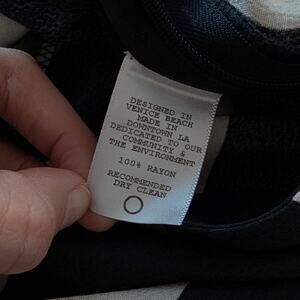 DESIGNED IN
VENICE BEACH
MADE IN
DOWNTOWN LA
DEDICATED TO OUR
COMMUNITY &
THE ENVIRONMENT
100% RAYON
RECOMMENDED
DRY CLEAN